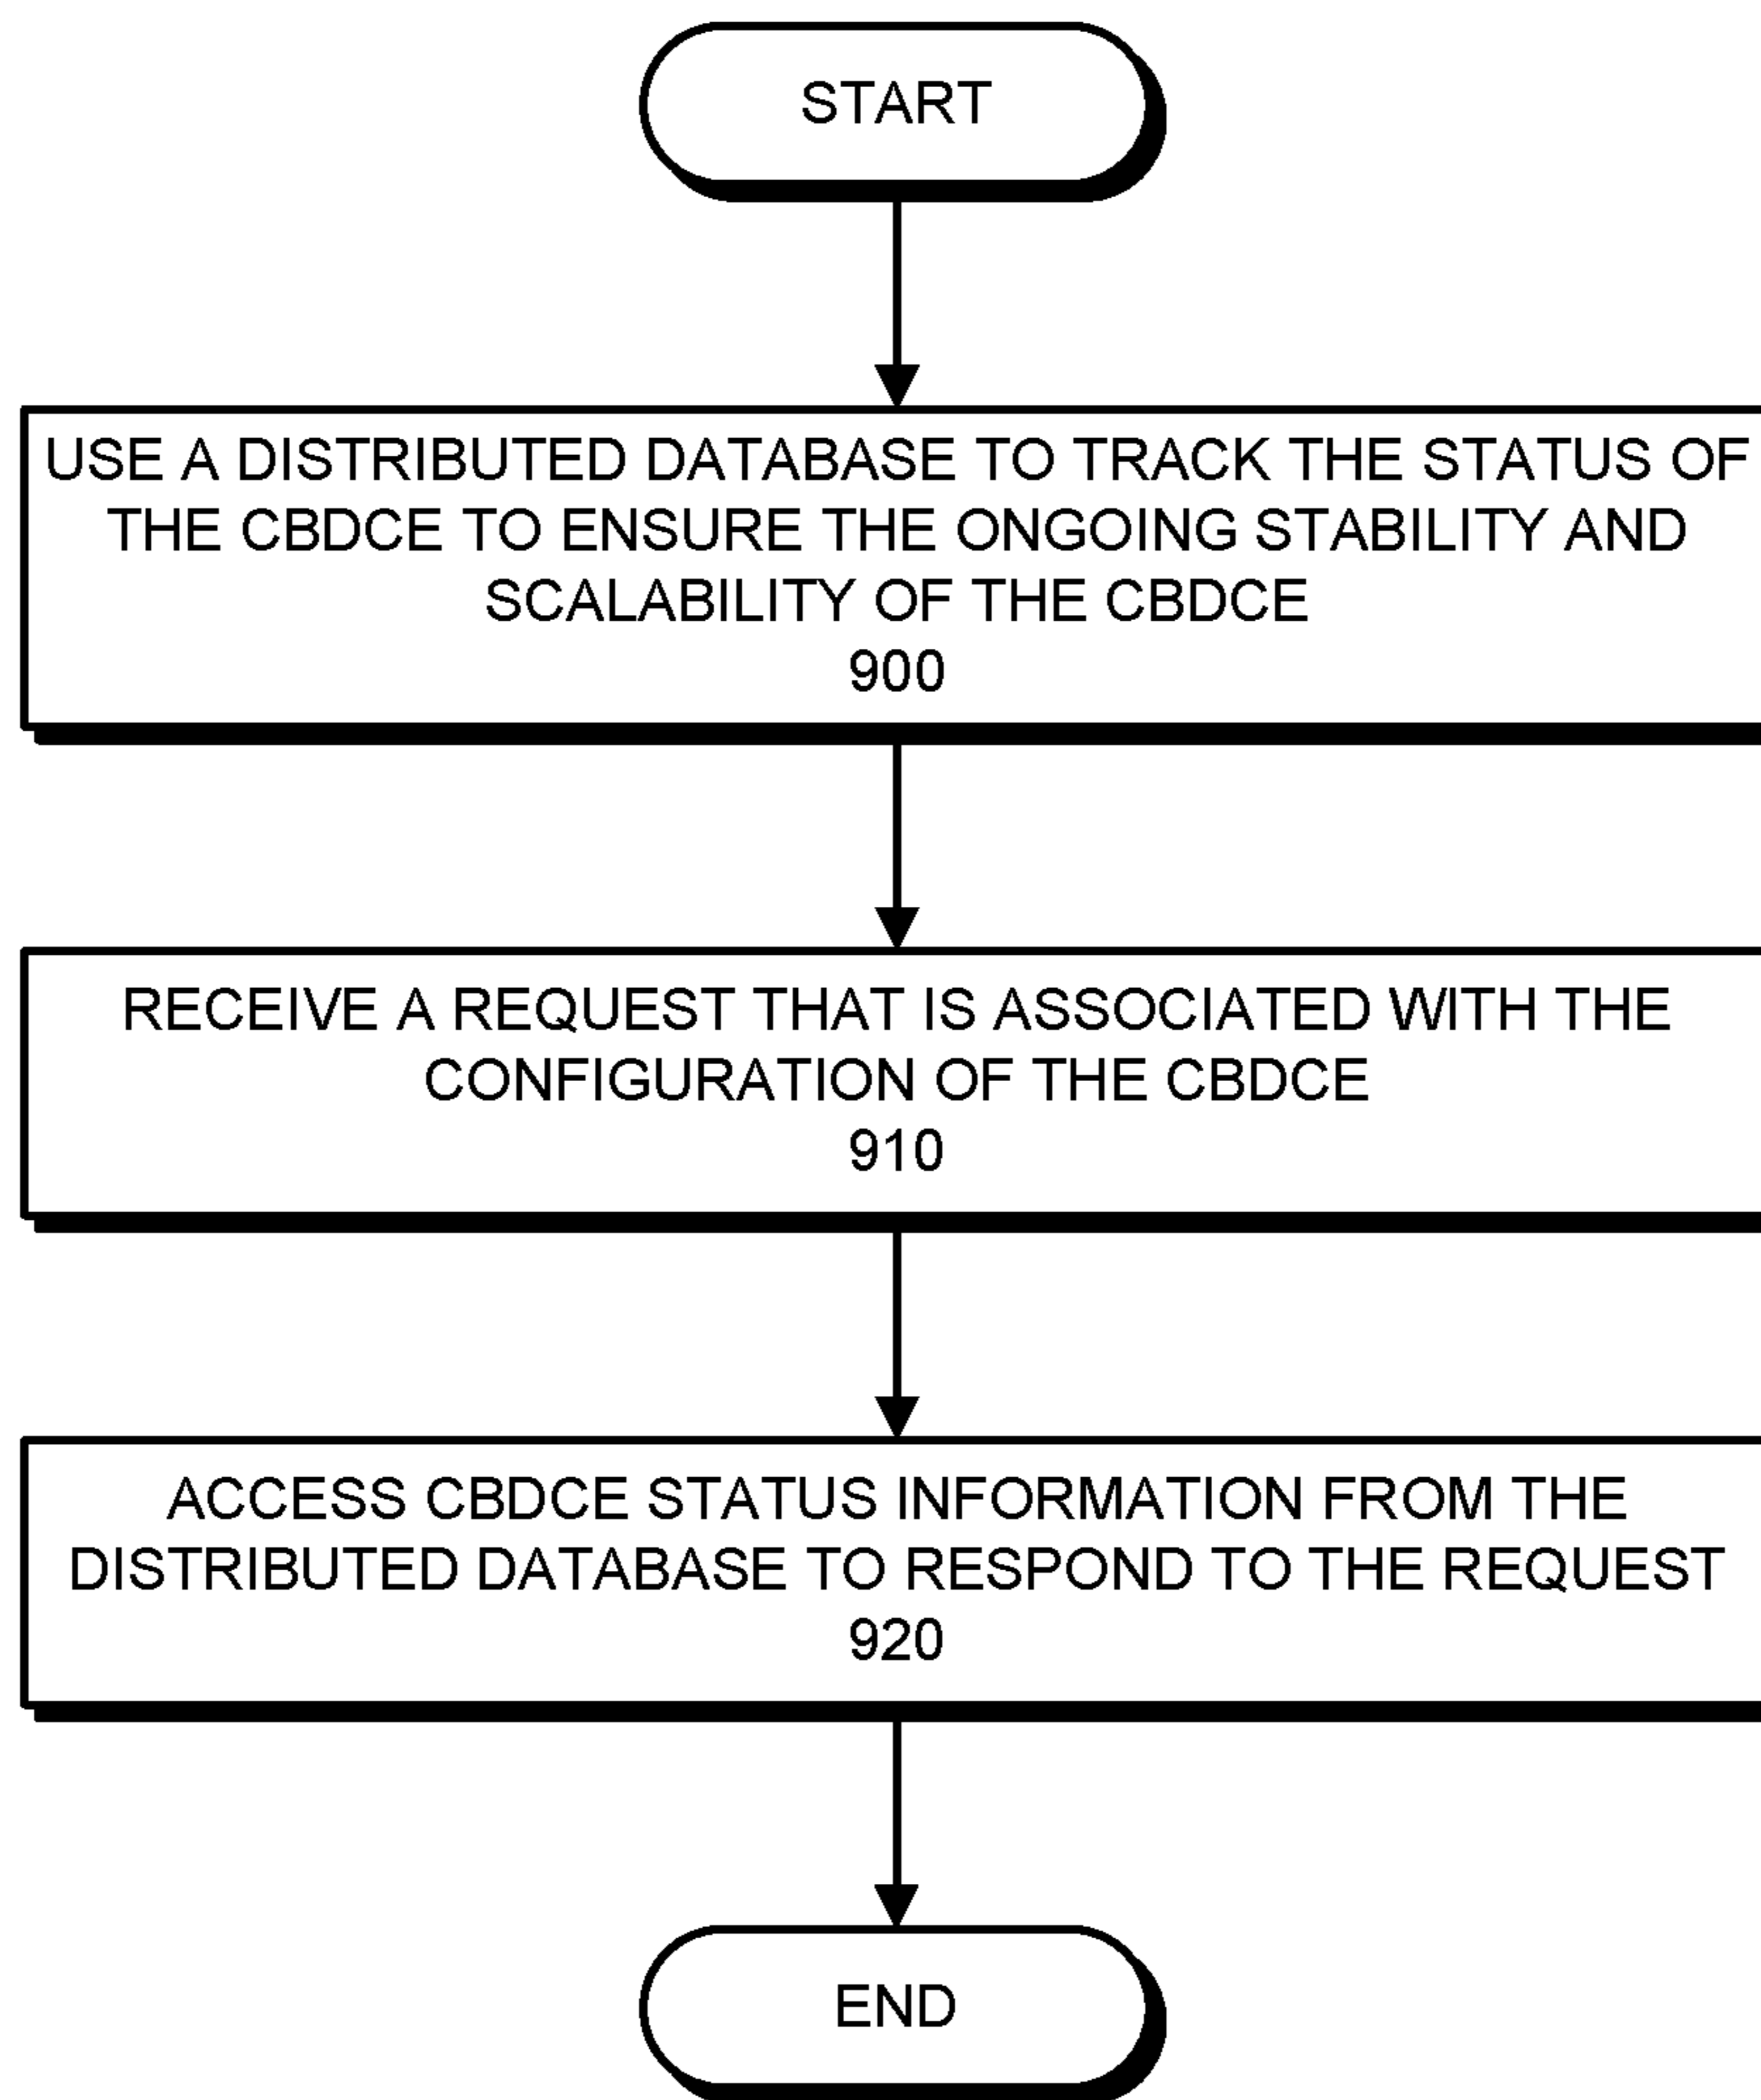 START
USE A DISTRIBUTED DATABASE TO TRACK THE STATUS OF
THE CBDCE TO ENSURE THE ONGOING STABILITY AND
SCALABILITY OF THE CBDCE
900
RECEIVE A REQUEST THAT IS ASSOCIATED WITH THE
CONFIGURATION OF THE CBDCE
910
ACCESS CBDCE STATUS INFORMATION FROM THE
DISTRIBUTED DATABASE TO RESPOND TO THE REQUEST
920
END